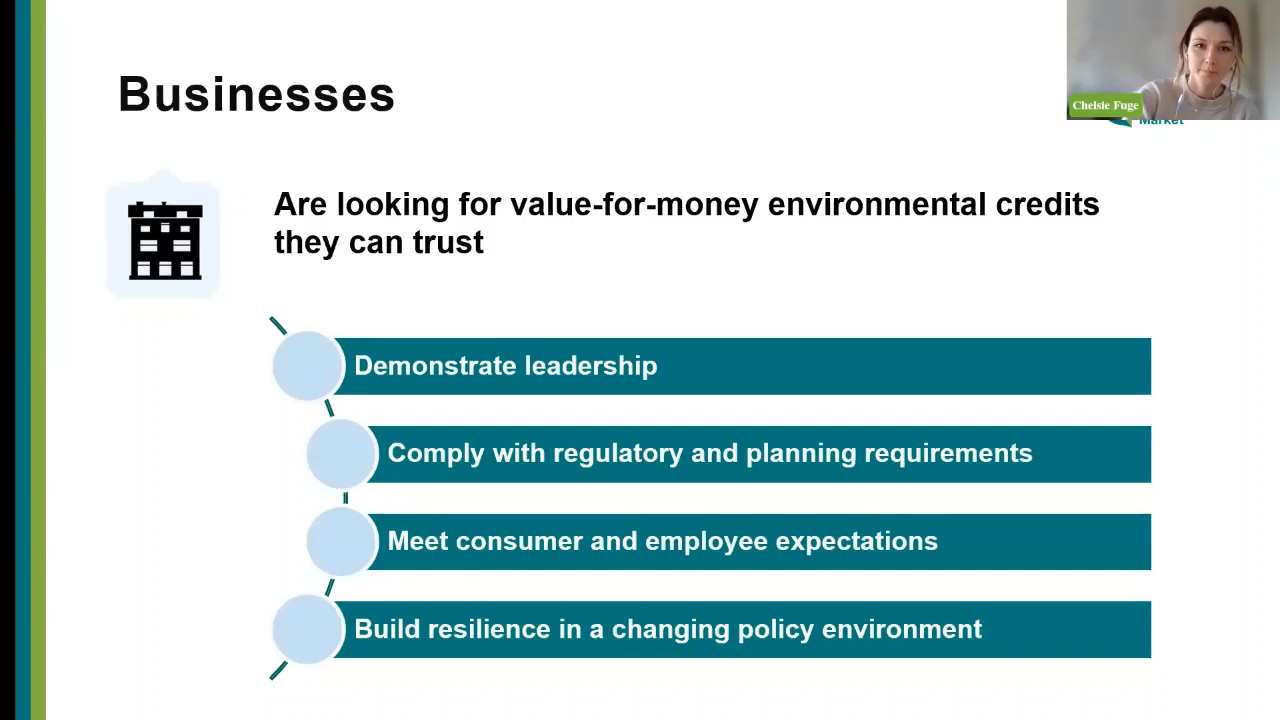 Businesses
Chelsie Fuge
Market
Are looking for value-for-money environmental credits
they can trust
Demonstrate leadership
Comply with regulatory and planning requirements
Meet consumer and employee expectations
Build resilience in a changing policy environment